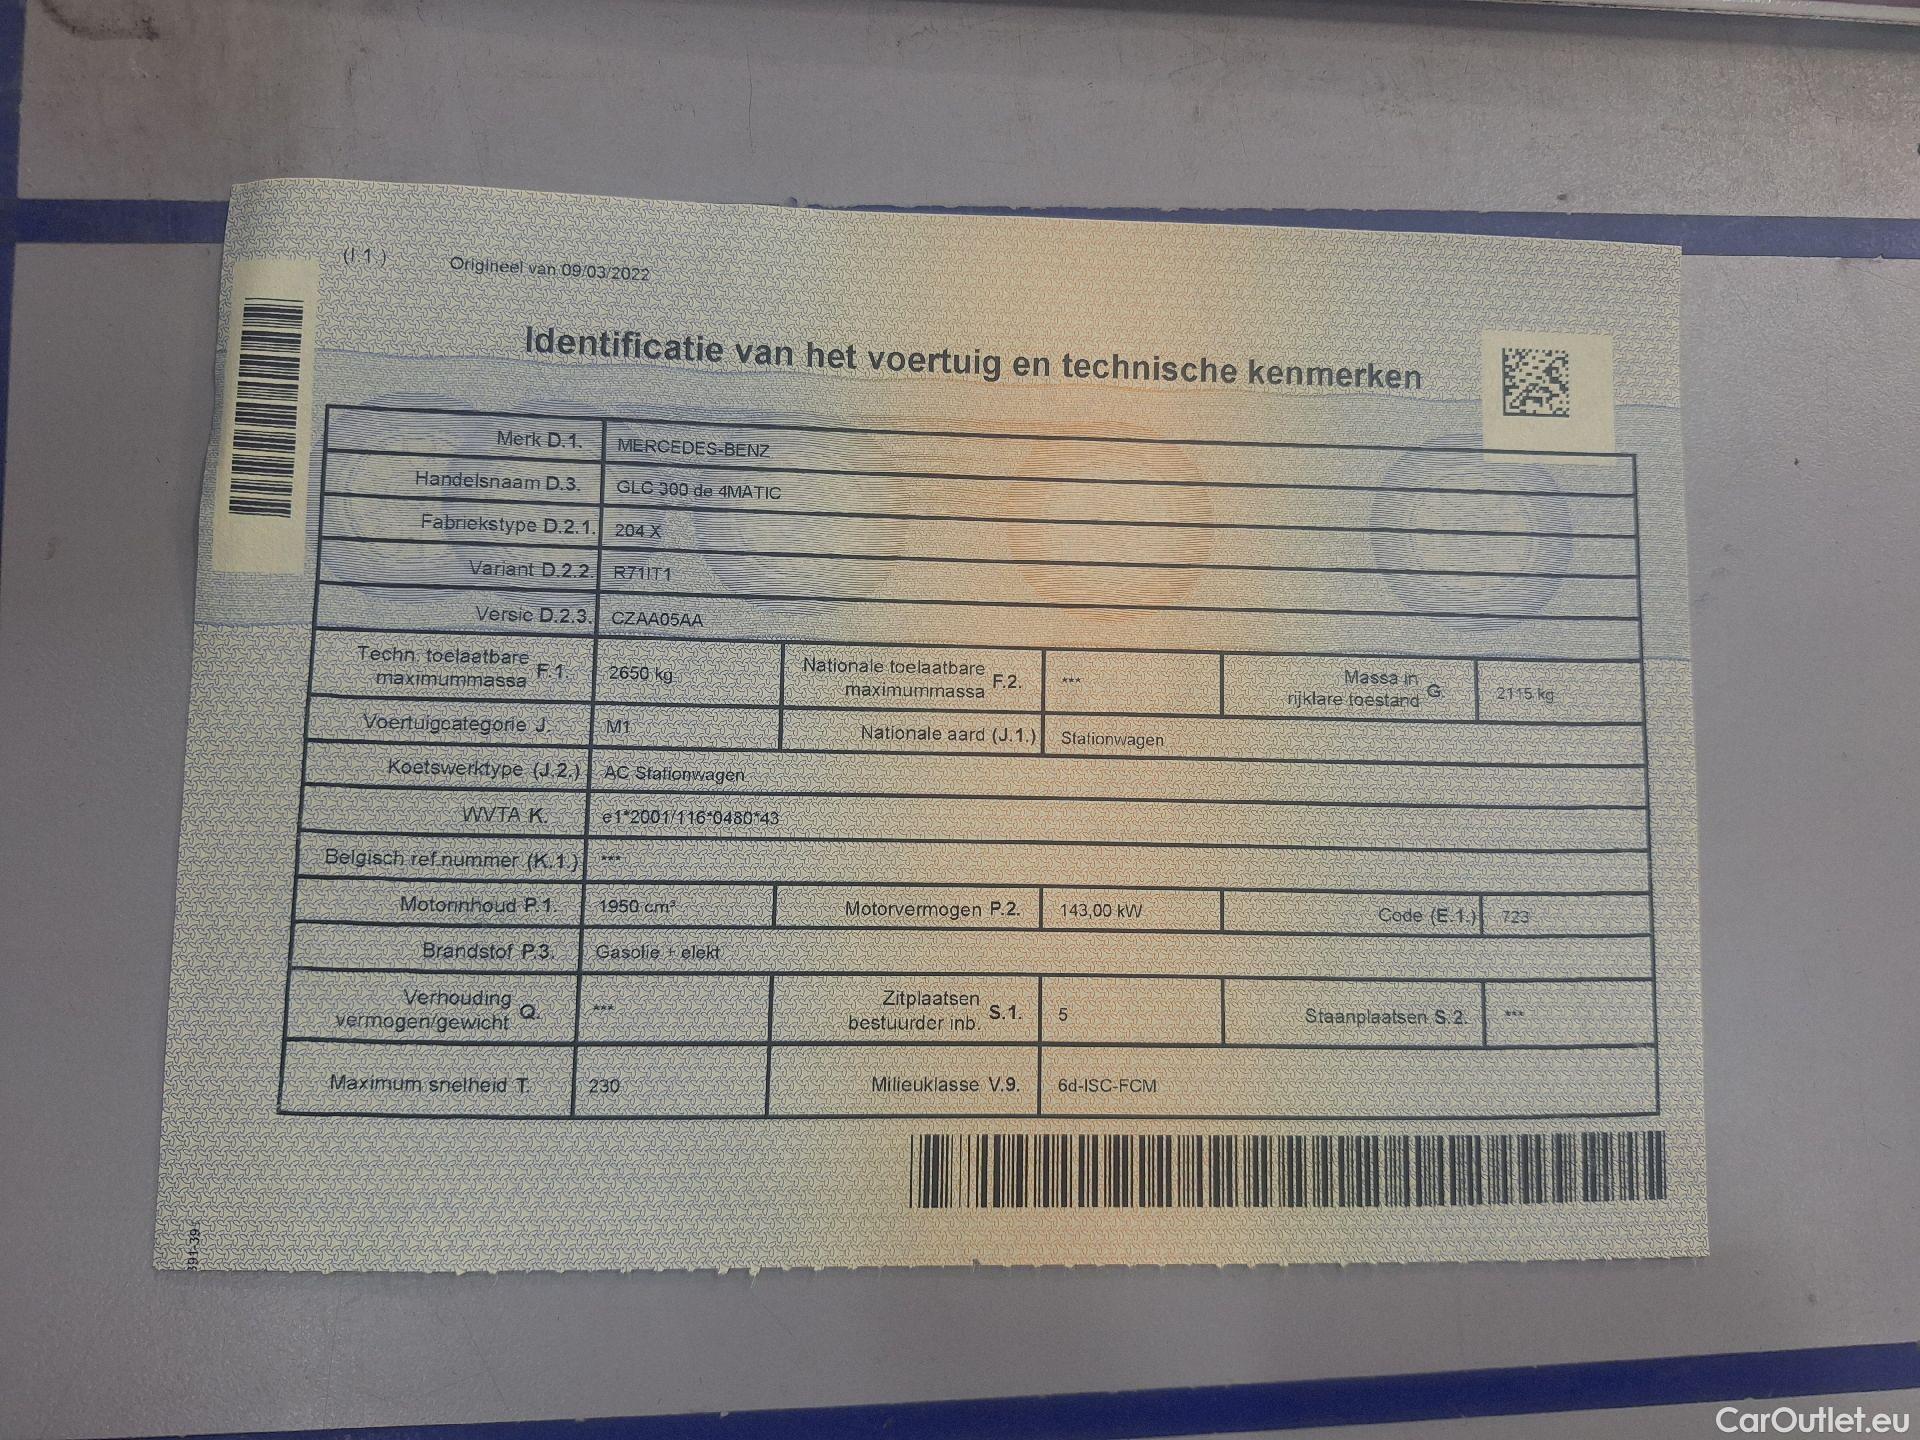 (I 1.) Origineel van 09/03/2022
Identificatie van het voertuig en technische kenmerken
Merk D.1. MERCEDES-BENZ
Handelsnaam D.3. GLC 300 de 4MATIC
Fabriekstype D.2.1. 204 X
Variant D.2.2. R71IT1
Versie D.2.3. CZAA05AA
Techn. toelaatbare maximummassa F.1. 2650 kg Nationale toelaatbare maximummassa F.2. *** Massa in rijklare toestand G. 2115 kg
Voertuigcategorie J. M1 Nationale aard (J.1.) Stationwagen
Koetswerktype (J.2.) AC Stationwagen
WVTA K. e1*2001/116*0480*43
Belgisch ref.nummer (K.1.) ***
Motorinhoud P.1. 1950 cm³ Motorvermogen P.2. 143,00 kW Code (E.1.) 723
Brandstof P.3. Gasolie + elekt
Verhouding vermogen/gewicht Q. *** Zitplaatsen bestuurder inb. S.1. 5 Staanplaatsen S.2. ***
Maximum snelheid T. 230 Milieuklasse V.9. 6d-ISC-FCM
CarOutlet.eu